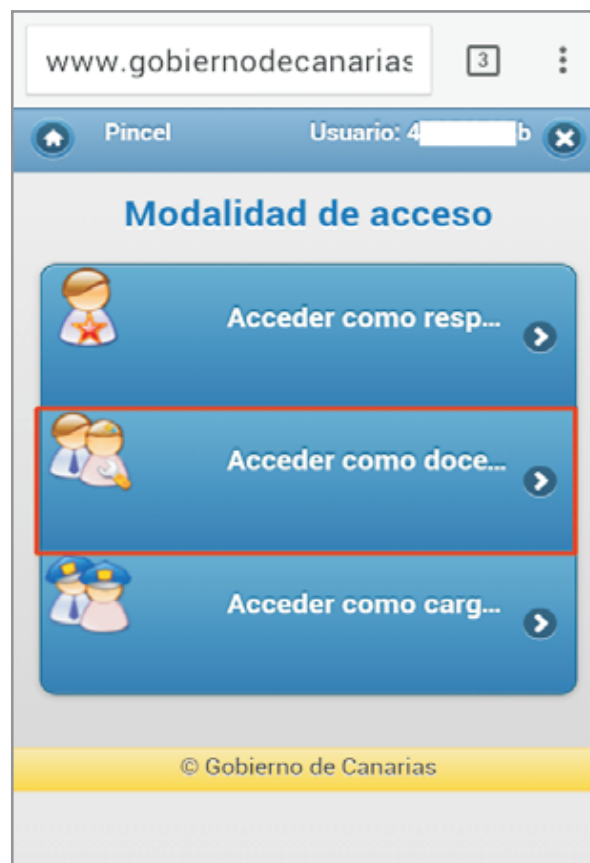 www.gobiernodecanarias
3
Pincel Usuario: 4 b
Modalidad de acceso
Acceder como resp...
Acceder como doce...
Acceder como carg...
© Gobierno de Canarias